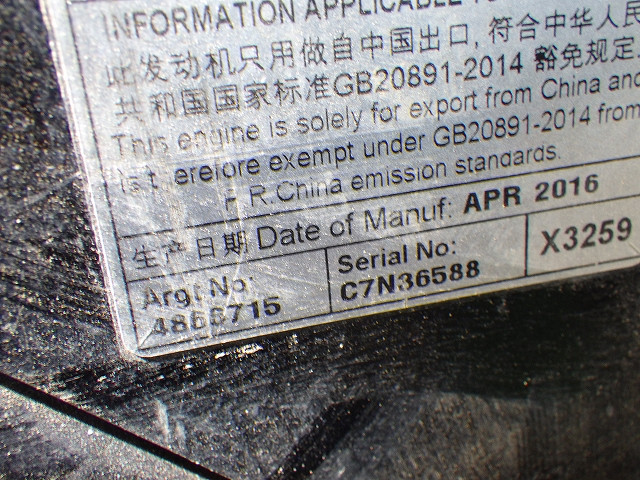 INFORMATION APPLICABLE
此发动机只用做自中国出口, 符合中华人民
共和国国家标准GB20891-2014 豁免规定
This engine is solely for export from China and
is therefore exempt under GB20891-2014 from
R.China emission standards.
生产日期 Date of Manuf: APR 2016
Argt No: Serial No: X3259
C7N36588